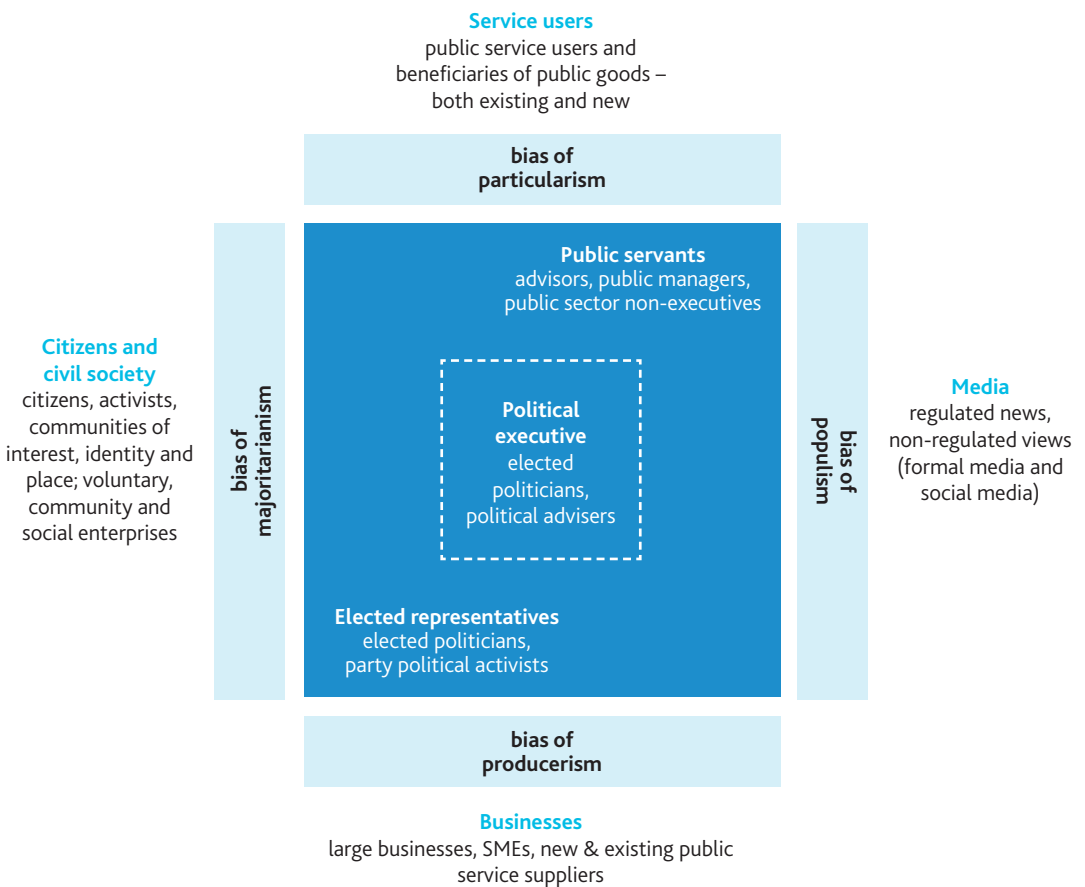 Service users
public service users and
beneficiaries of public goods –
both existing and new
bias of
particularism
Public servants
advisors, public managers,
public sector non-executives
Citizens and
civil society
citizens, activists,
communities of
interest, identity and
place; voluntary,
community and
social enterprises
bias of
majoritarianism
Political
executive
elected
politicians,
political advisers
bias of
populism
Media
regulated news,
non-regulated views
(formal media and
social media)
Elected representatives
elected politicians,
party political activists
bias of
producerism
Businesses
large businesses, SMEs, new & existing public
service suppliers